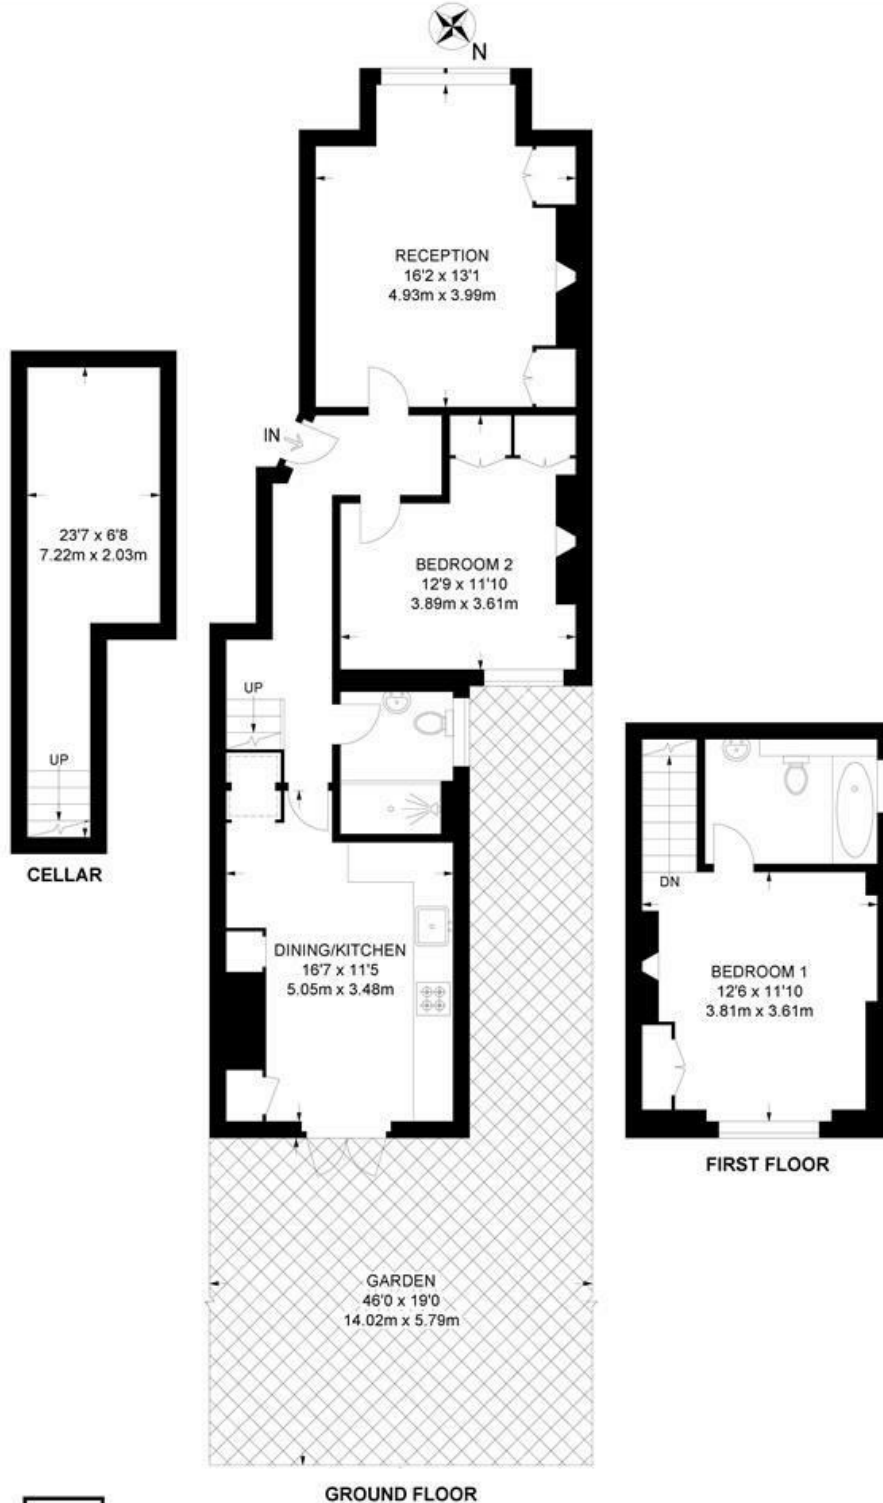 N
RECEPTION
16'2 x 13'1
4.93m x 3.99m
IN
23'7 x 6'8
7.22m x 2.03m
UP
CELLAR
BEDROOM 2
12'9 x 11'10
3.89m x 3.61m
UP
DINING/KITCHEN
16'7 x 11'5
5.05m x 3.48m
DN
BEDROOM 1
12'6 x 11'10
3.81m x 3.61m
FIRST FLOOR
GARDEN
46'0 x 19'0
14.02m x 5.79m
GROUND FLOOR